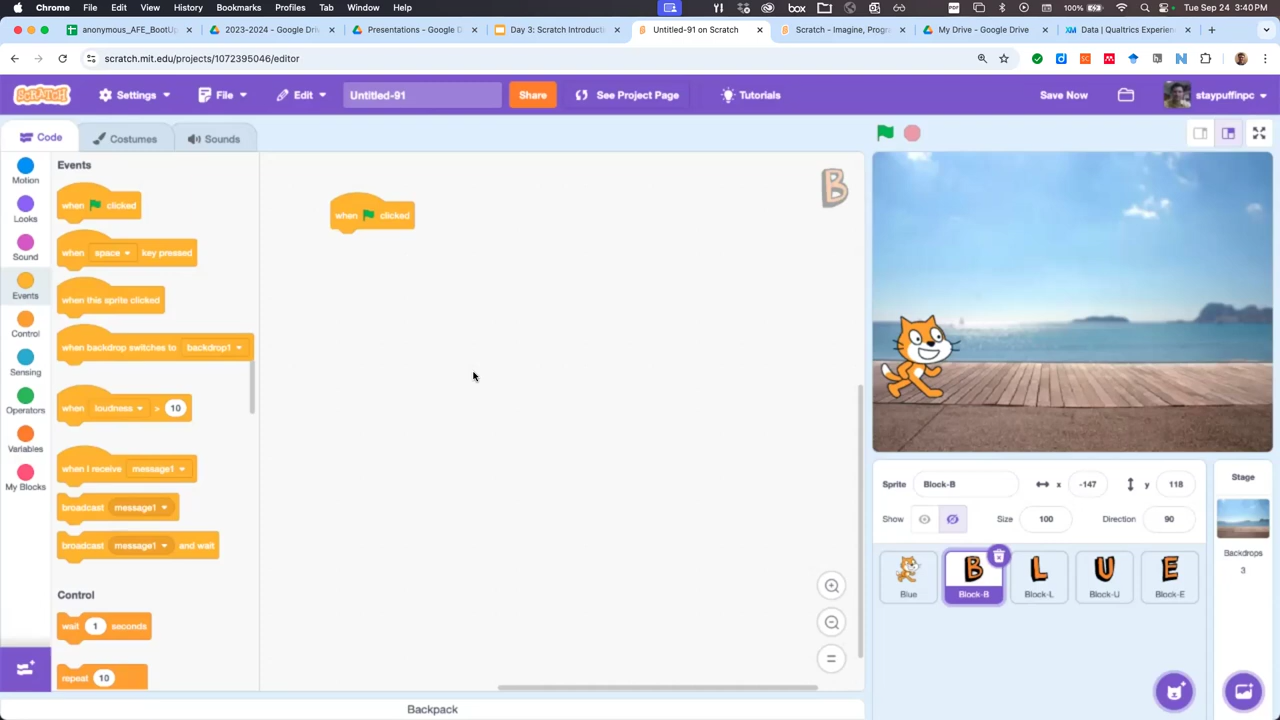 Chrome File Edit View History Bookmarks Profiles Tab Window Help 100% Tue Sep 24 3:40 PM
anonymous_AFE_BootU
2023-2024 – Google Dri
Presentations – Google D
Day 3: Scratch Introducti
Untitled-91 on Scratch
Scratch - Imagine, Progr
My Drive - Google Drive
Data | Qualtrics Experien
scratch.mit.edu/projects/1072395046/editor
SCRATCH Settings File Edit Untitled-91 Share See Project Page Tutorials Save Now staypuffinpc
Code Costumes Sounds
Motion
Looks
Sound
Events
Control
Sensing
Operators
Variables
My Blocks
Events
when clicked
when space key pressed
when this sprite clicked
when backdrop switches to backdrop1
when loudness > 10
when I receive message1
broadcast message1
broadcast message1 and wait
Control
wait 1 seconds
repeat 10
when clicked
B
Sprite Block-B x -147 y 118
Show Size 100 Direction 90
Blue
B Block-B
L Block-L
U Block-U
E Block-E
Stage
Backdrops
3
Backpack